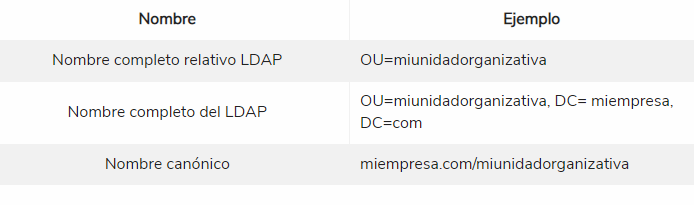 Nombre Ejemplo
Nombre completo relativo LDAP OU=miunidadorganizativa
Nombre completo del LDAP OU=miunidadorganizativa, DC= miempresa,
DC=com
Nombre canónico miempresa.com/miunidadorganizativa